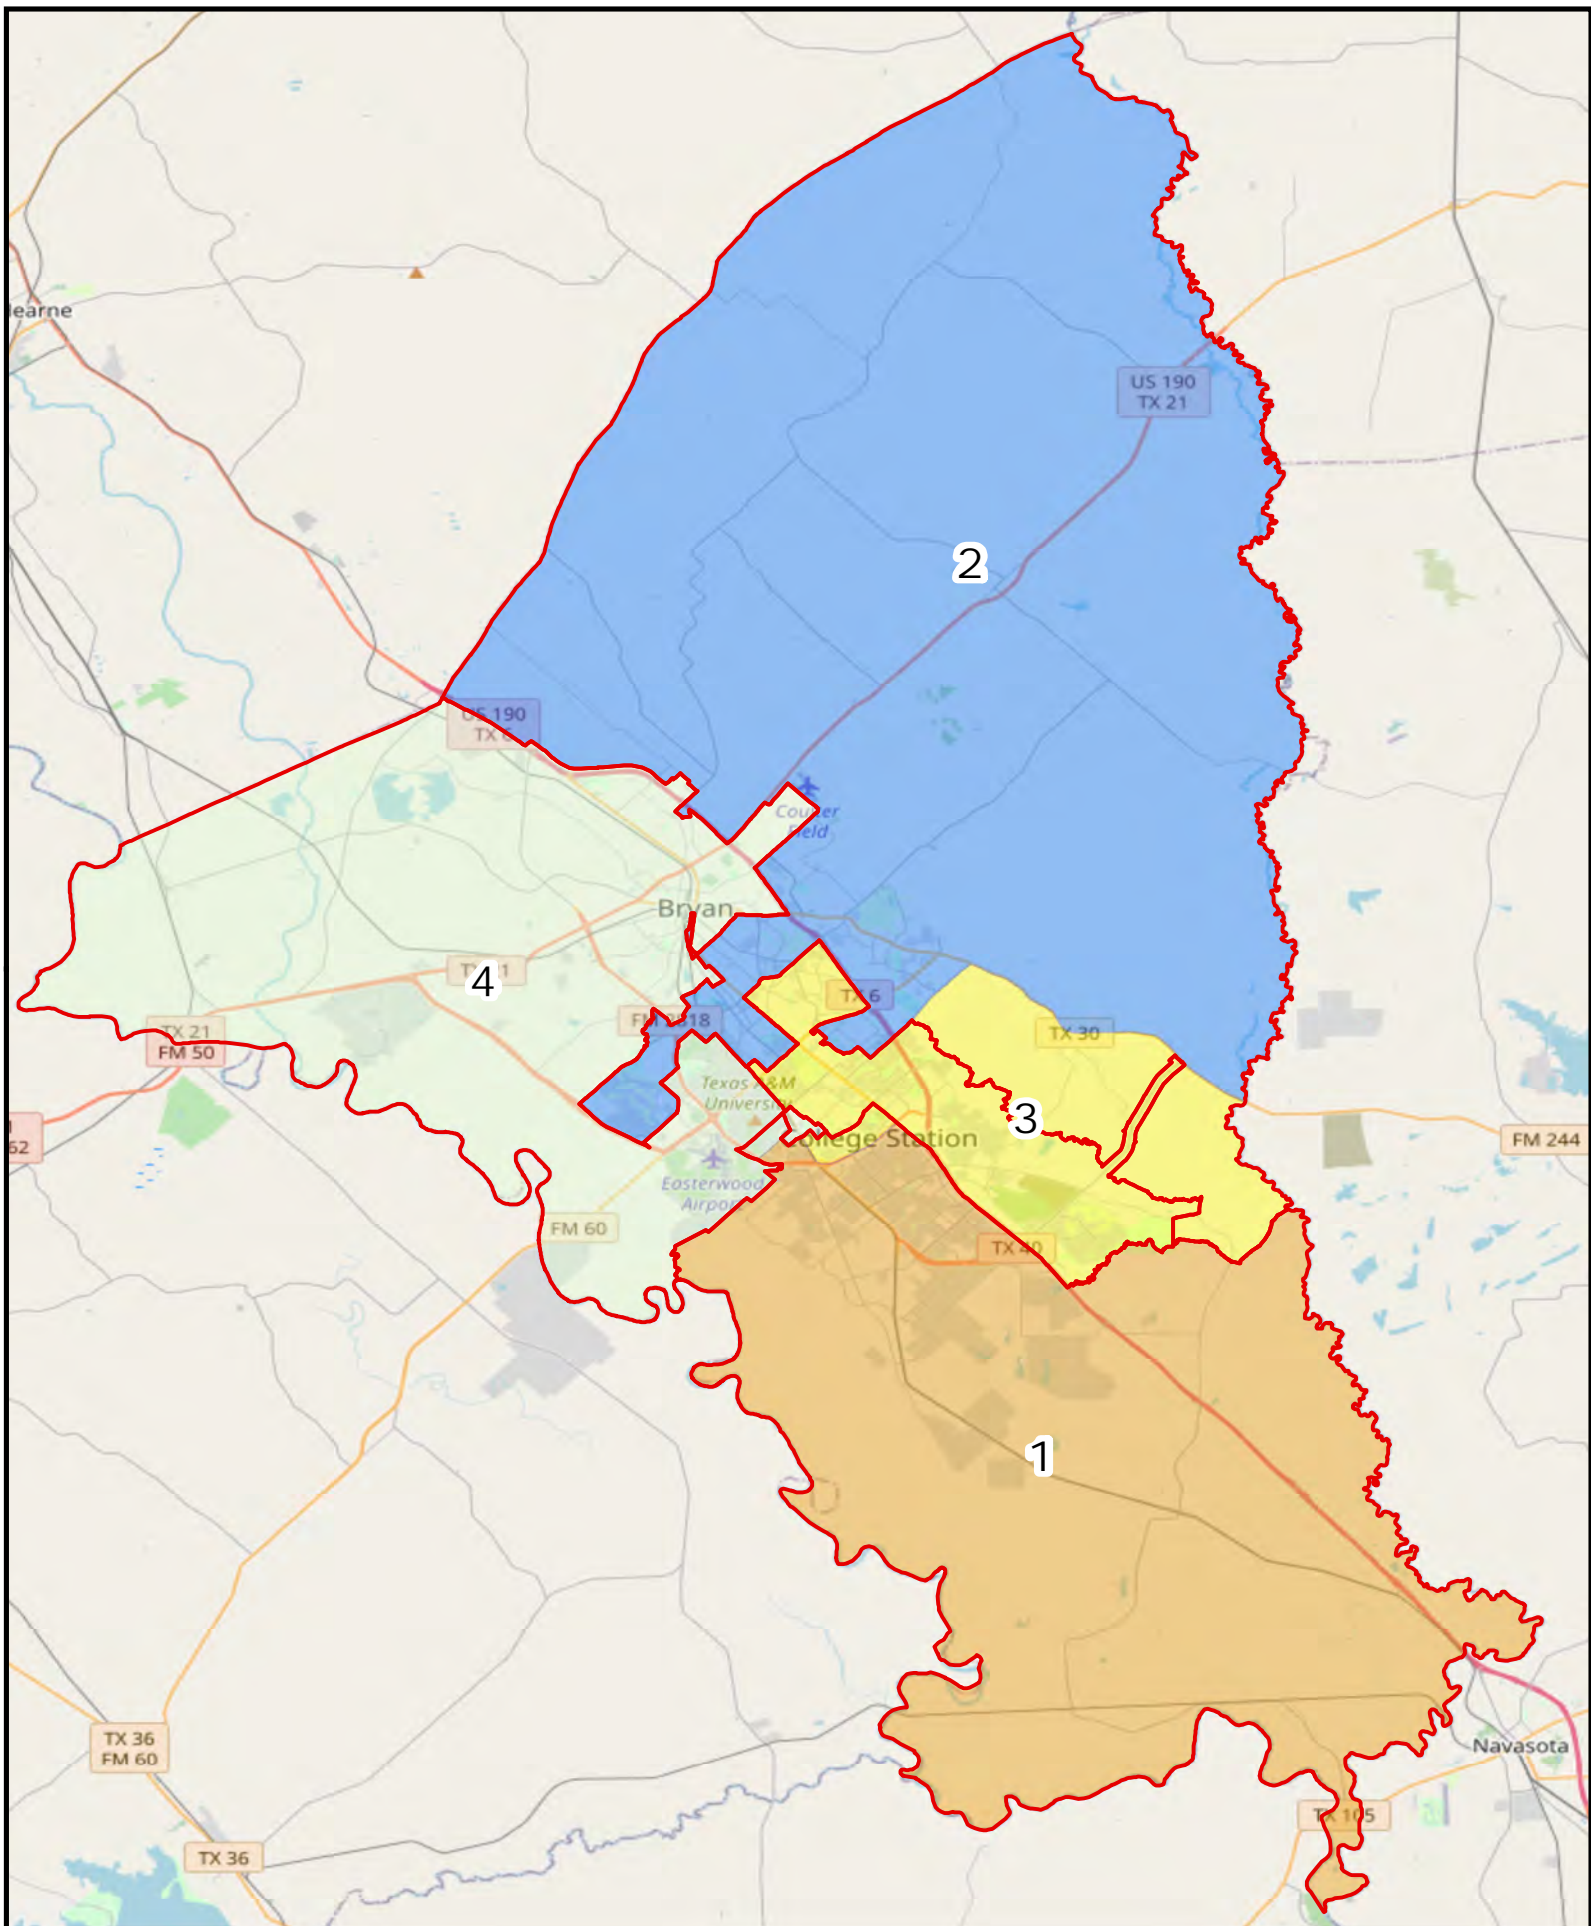 earne
US 190
TX 21
2
US 190
TX 6
Coulter
Field
Bryan
TX 21
4
TX 6
FM 2818
TX 21
FM 50
TX 30
Texas A&M
University
3
College Station
62
FM 244
Easterwood
Airport
FM 60
TX 40
1
TX 36
FM 60
Navasota
TX 105
TX 36